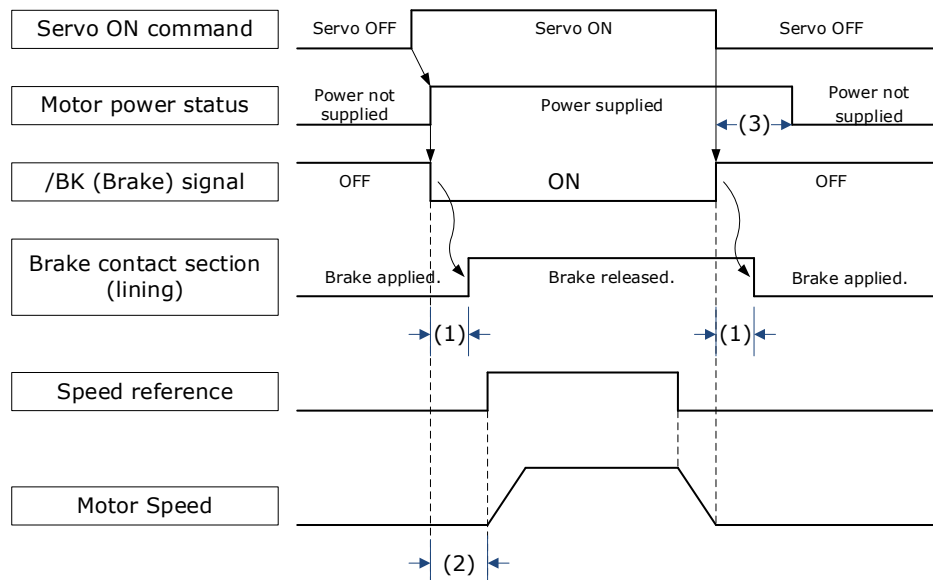 Servo ON command
Servo OFF
Servo ON
Servo OFF
Motor power status
Power not
supplied
Power supplied
(3)
Power not
supplied
/BK (Brake) signal
OFF
ON
OFF
Brake contact section
(lining)
Brake applied.
Brake released.
Brake applied.
(1)
(1)
Speed reference
Motor Speed
(2)